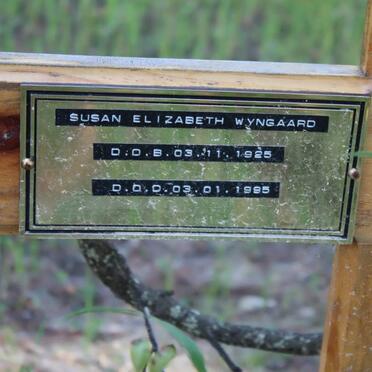 SUSAN ELIZABETH WYNGAARD
D.O.B. 03.11.1925
D.O.D. 03.01.1995